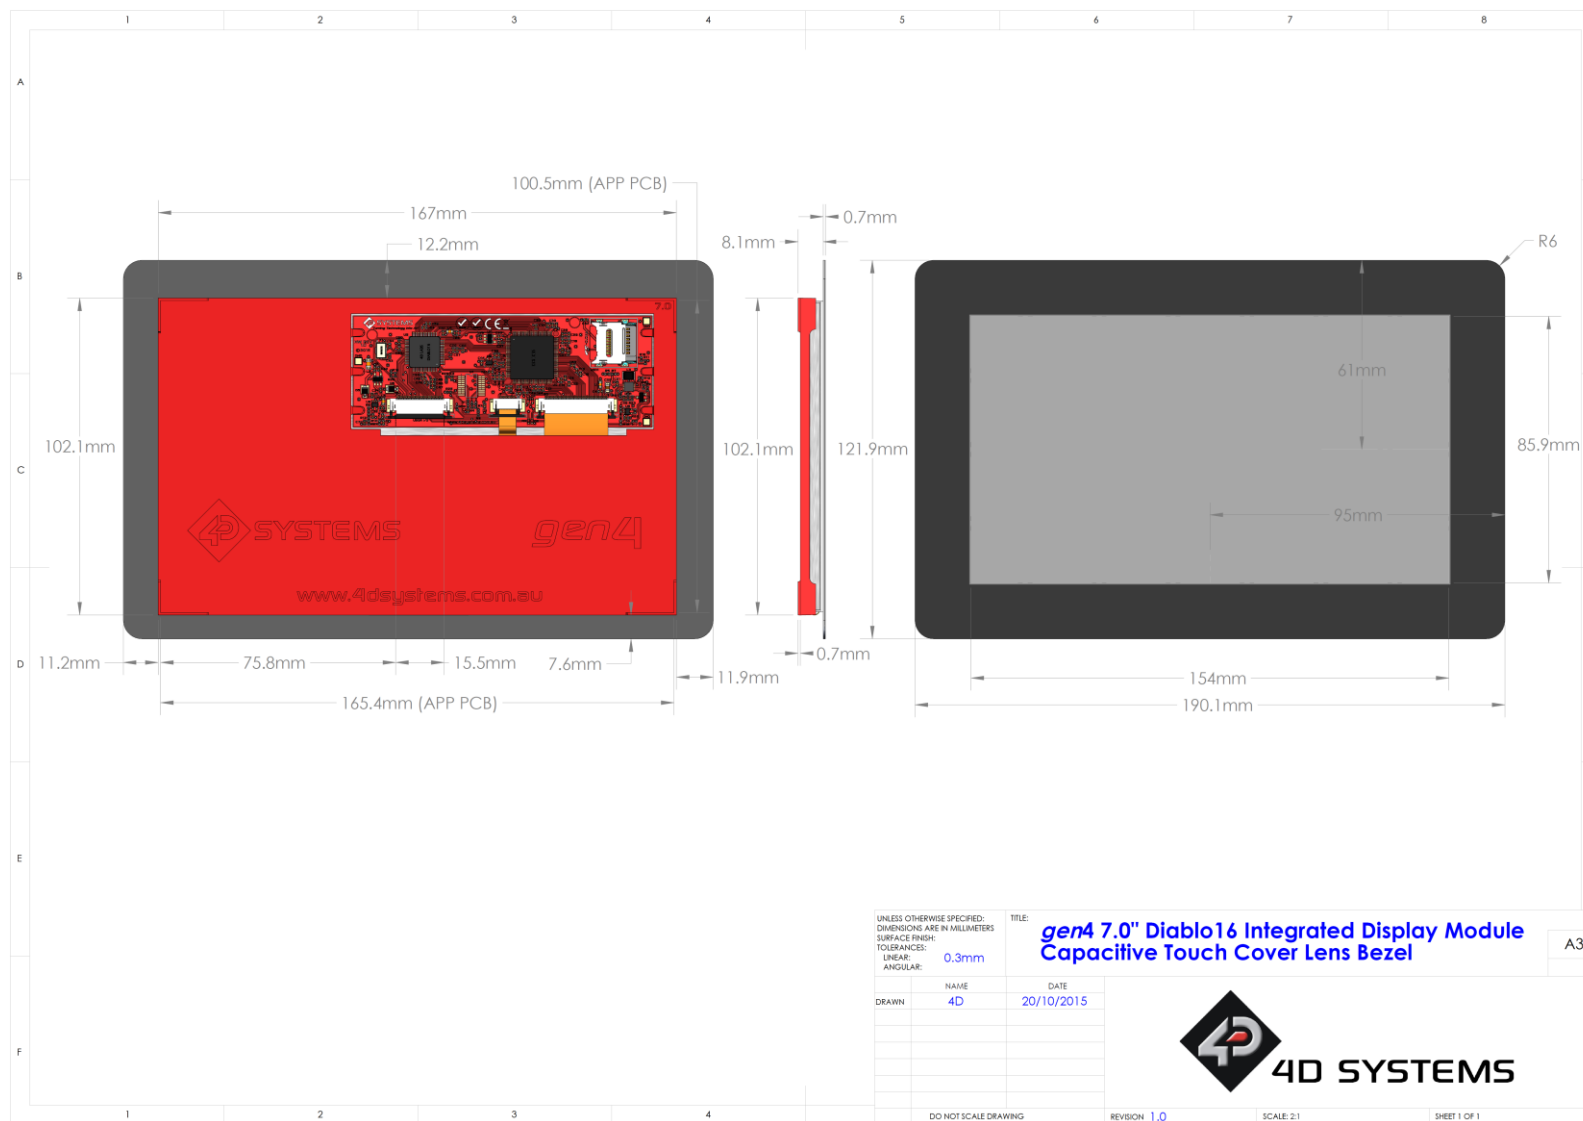 1 2 3 4 5 6 7 8
A
B
C
D
E
F
100.5mm (APP PCB)
167mm
12.2mm
102.1mm
7.0
4D SYSTEMS
gen4
www.4dsystems.com.au
11.2mm
75.8mm
15.5mm
7.6mm
11.9mm
165.4mm (APP PCB)
0.7mm
8.1mm
102.1mm
0.7mm
121.9mm
R6
61mm
85.9mm
95mm
154mm
190.1mm
UNLESS OTHERWISE SPECIFIED:
DIMENSIONS ARE IN MILLIMETERS
SURFACE FINISH:
TOLERANCES:
LINEAR: 0.3mm
ANGULAR:
TITLE:
gen4 7.0" Diablo16 Integrated Display Module
Capacitive Touch Cover Lens Bezel
A3
NAME DATE
DRAWN 4D 20/10/2015
4D SYSTEMS
DO NOT SCALE DRAWING
REVISION 1.0
SCALE: 2:1
SHEET 1 OF 1
1 2 3 4